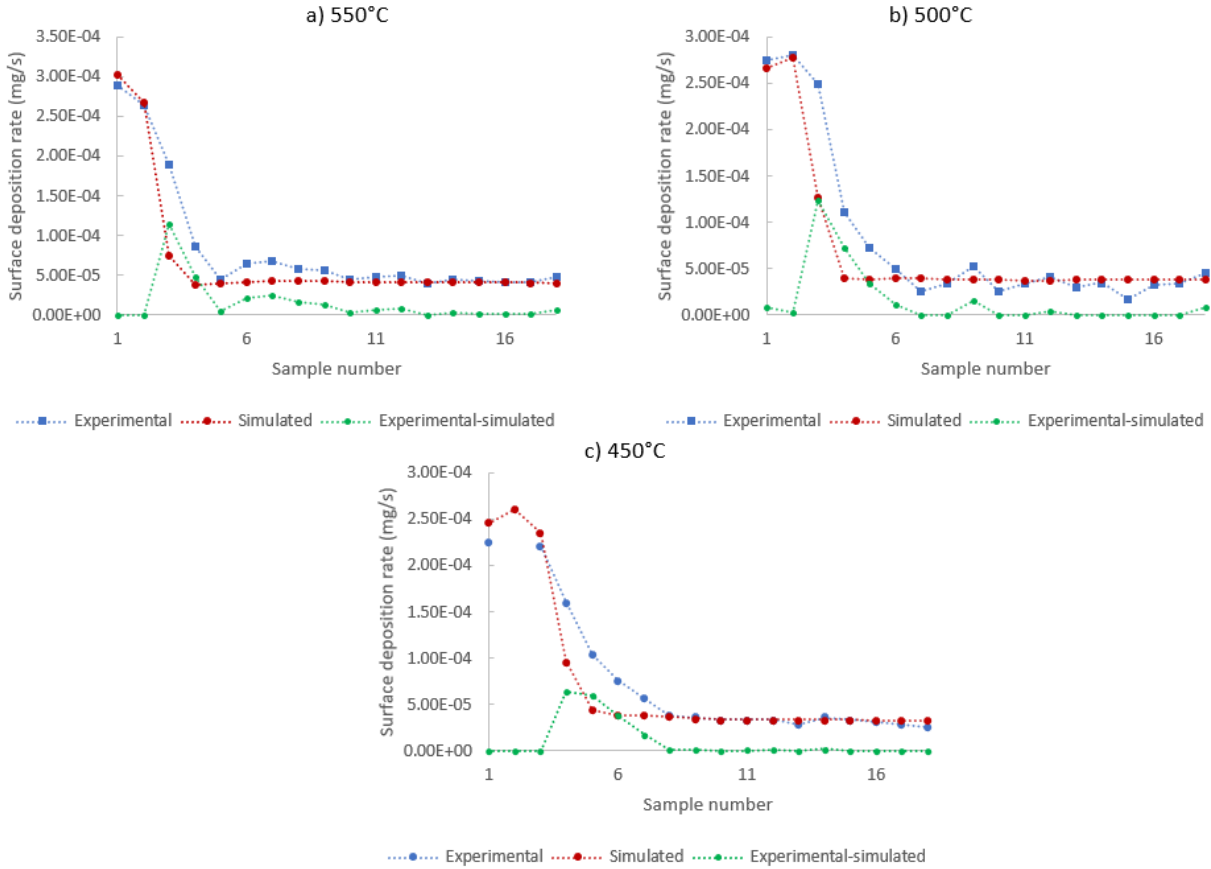 a) 550°C
Surface deposition rate (mg/s)
3.50E-04
3.00E-04
2.50E-04
2.00E-04
1.50E-04
1.00E-04
5.00E-05
0.00E+00
1 6 11 16
Sample number
Experimental Simulated Experimental-simulated
b) 500°C
Surface deposition rate (mg/s)
3.00E-04
2.50E-04
2.00E-04
1.50E-04
1.00E-04
5.00E-05
0.00E+00
1 6 11 16
Sample number
Experimental Simulated Experimental-simulated
c) 450°C
Surface deposition rate (mg/s)
3.00E-04
2.50E-04
2.00E-04
1.50E-04
1.00E-04
5.00E-05
0.00E+00
1 6 11 16
Sample number
Experimental Simulated Experimental-simulated